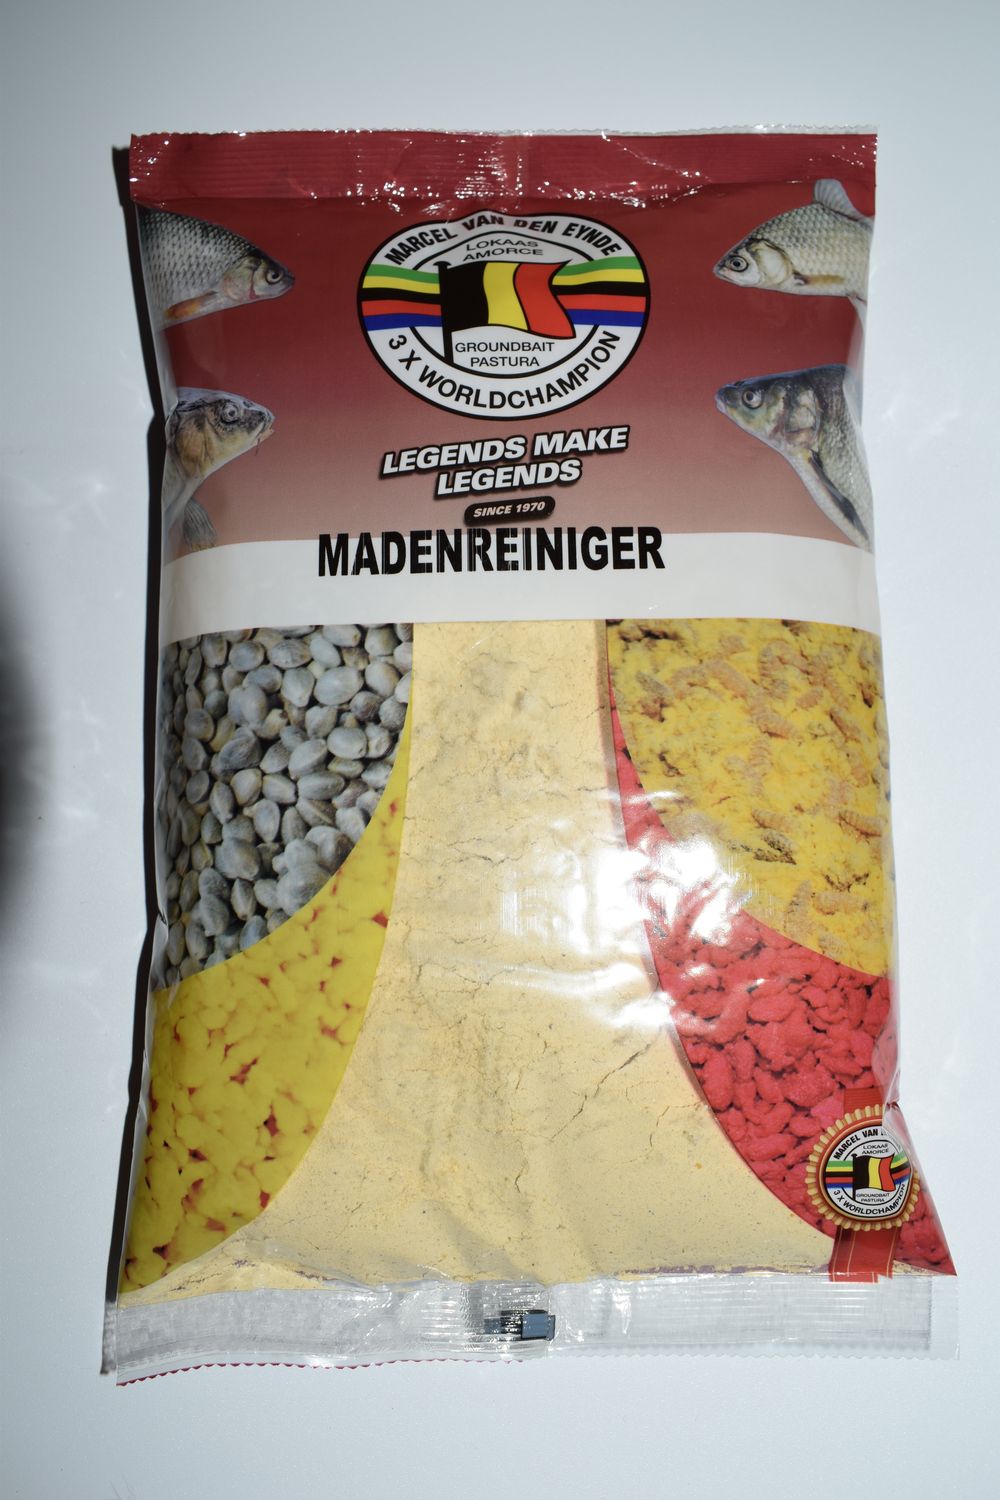 MARCEL VAN DEN EYNDE
LOKAAS
AMORCE
GROUNDBAIT
PASTURA
3 X WORLDCHAMPION
LEGENDS MAKE
LEGENDS
SINCE 1970
MADENREINIGER
MARCEL VAN
LOKAAS
AMORCE
GROUNDBAIT
PASTURA
3 X WORLDCHAMPION